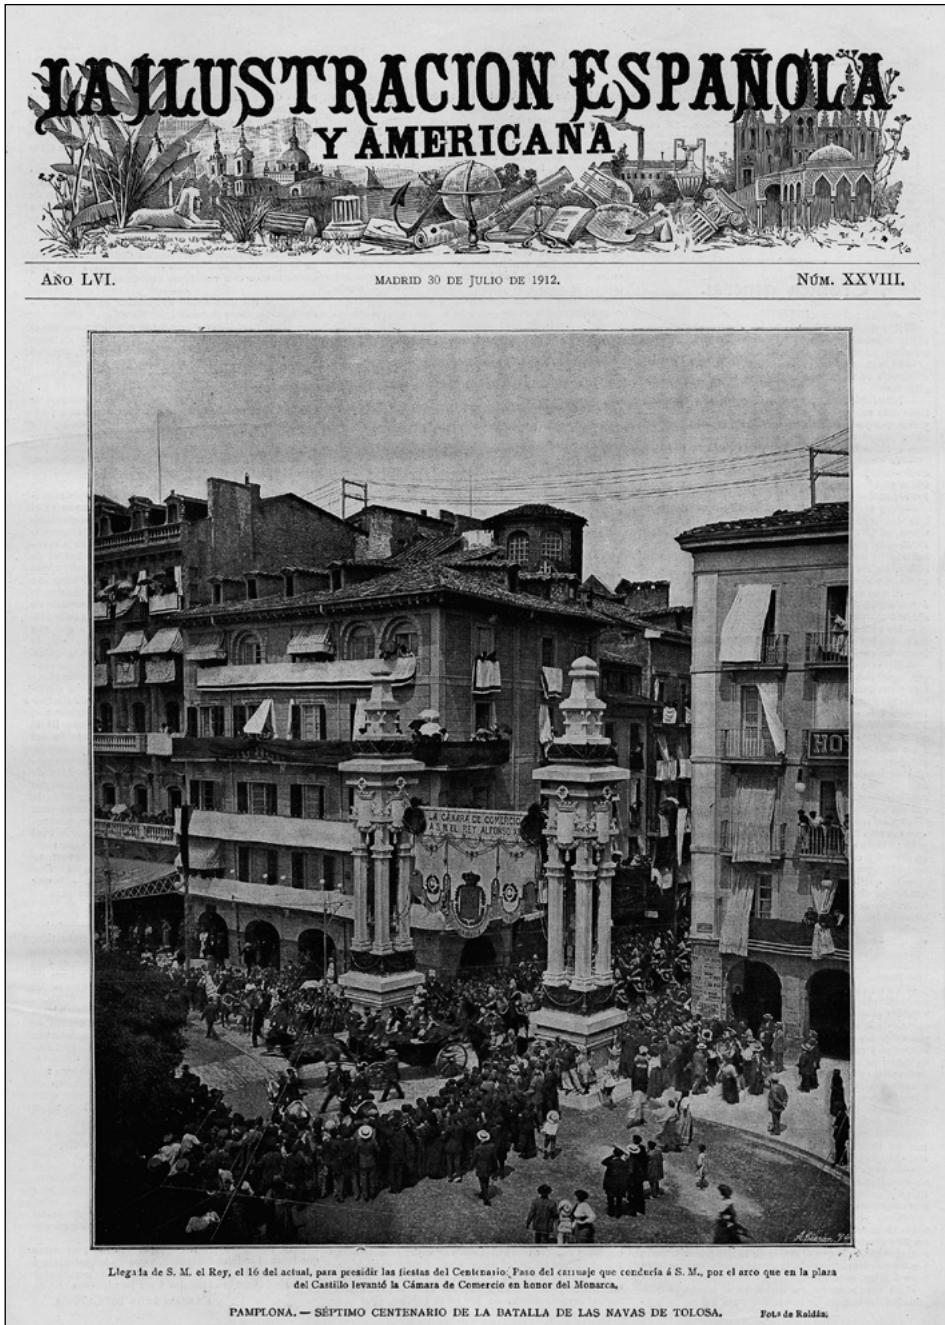 LA ILUSTRACION ESPAÑOLA
Y AMERICANA
AÑO LVI.
MADRID 30 DE JULIO DE 1912.
NÚM. XXVIII.
LA CÁMARA DE COMERCIO
A S. M. EL REY ALFONSO
HO
Llegada de S. M. el Rey, el 16 del actual, para presidir las fiestas del Centenario: Paso del carruaje que conducía á S. M., por el arco que en la plaza
del Castillo levantó la Cámara de Comercio en honor del Monarca.
PAMPLONA. — SÉPTIMO CENTENARIO DE LA BATALLA DE LAS NAVAS DE TOLOSA.
Fots de Roldán.